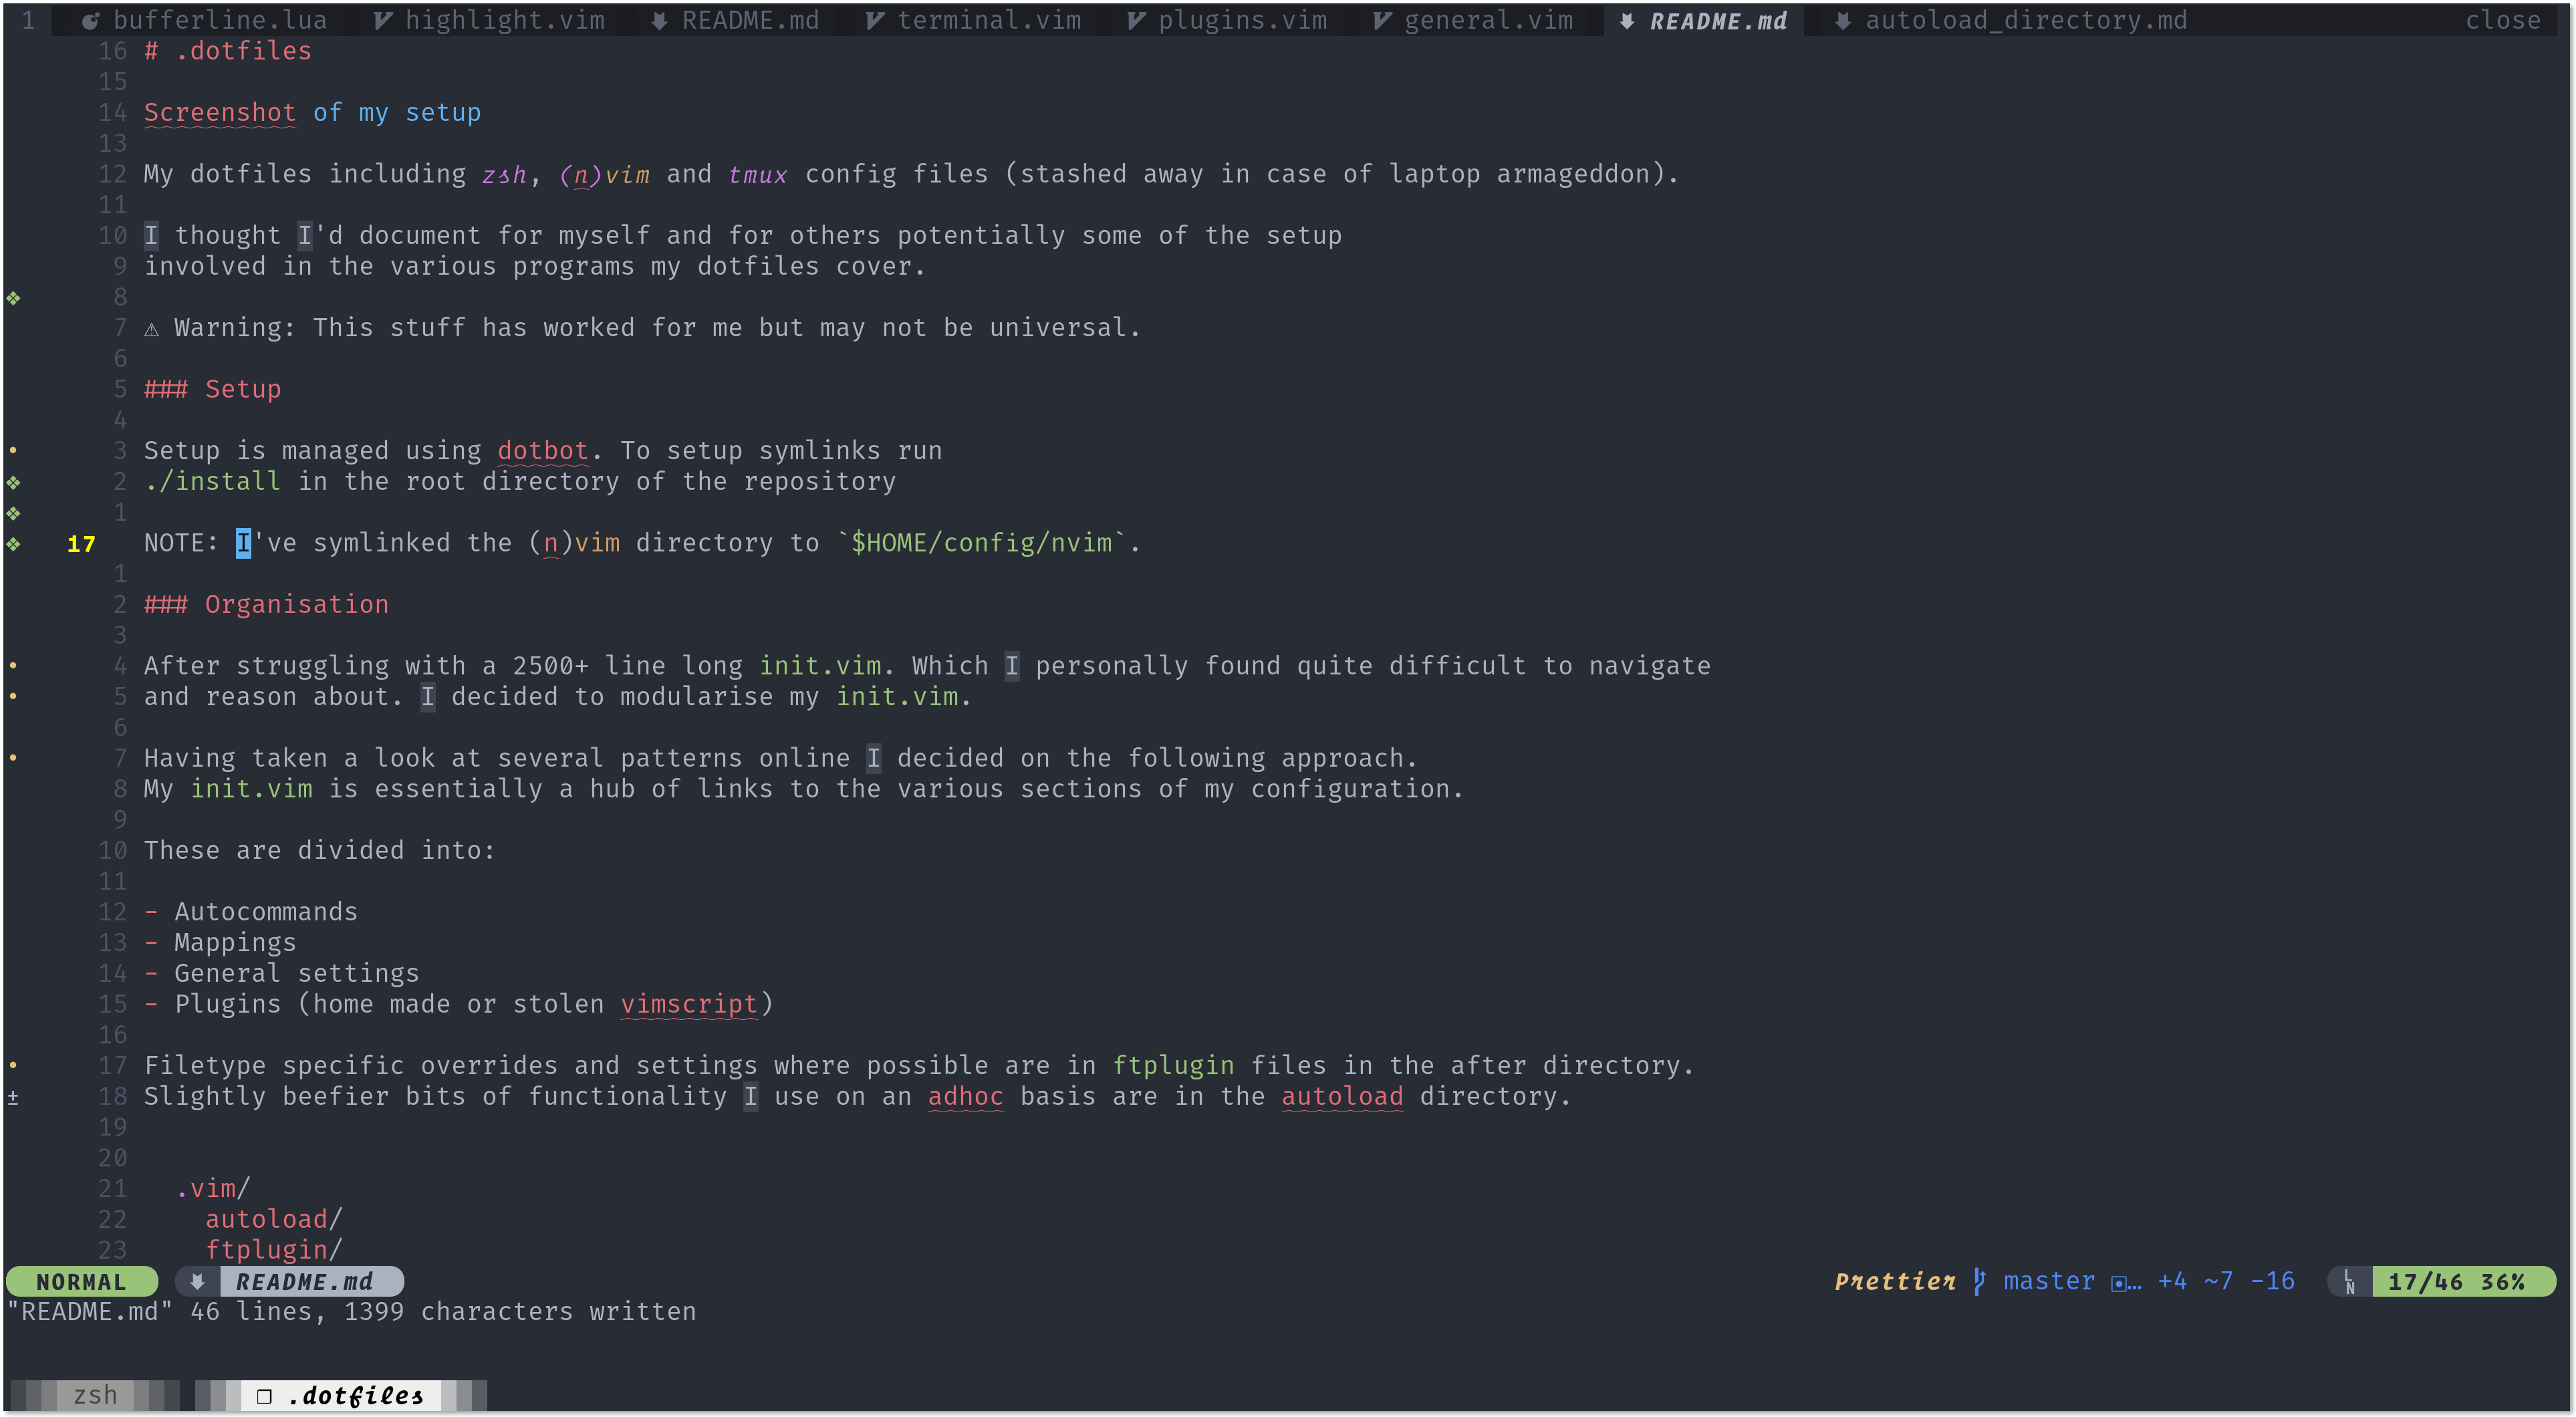 1 bufferline.lua highlight.vim README.md terminal.vim plugins.vim general.vim README.md autoload_directory.md close
16 # .dotfiles
15
14 Screenshot of my setup
13
12 My dotfiles including zsh, (n)vim and tmux config files (stashed away in case of laptop armageddon).
11
10 I thought I'd document for myself and for others potentially some of the setup
9 involved in the various programs my dotfiles cover.
8
7 ⚠ Warning: This stuff has worked for me but may not be universal.
6
5 ### Setup
4
3 Setup is managed using dotbot. To setup symlinks run
2 ./install in the root directory of the repository
1
17 NOTE: I've symlinked the (n)vim directory to `$HOME/config/nvim`.
1
2 ### Organisation
3
4 After struggling with a 2500+ line long init.vim. Which I personally found quite difficult to navigate
5 and reason about. I decided to modularise my init.vim.
6
7 Having taken a look at several patterns online I decided on the following approach.
8 My init.vim is essentially a hub of links to the various sections of my configuration.
9
10 These are divided into:
11
12 - Autocommands
13 - Mappings
14 - General settings
15 - Plugins (home made or stolen vimscript)
16
17 Filetype specific overrides and settings where possible are in ftplugin files in the after directory.
± 18 Slightly beefier bits of functionality I use on an adhoc basis are in the autoload directory.
19
20
21 .vim/
22 autoload/
23 ftplugin/
NORMAL README.md Prettier master … +4 ~7 -16 LN 17/46 36%
"README.md" 46 lines, 1399 characters written
zsh .dotfiles